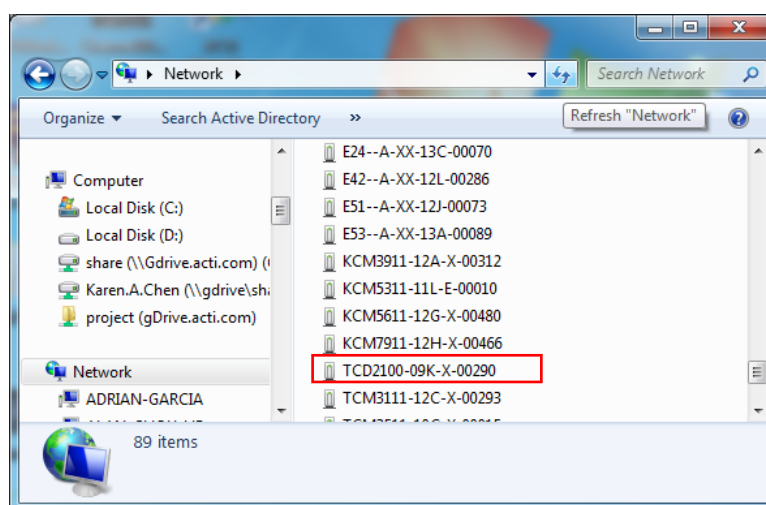 Network
Search Network
Organize
Search Active Directory
»
Refresh "Network"
Computer
Local Disk (C:)
Local Disk (D:)
share (\\Gdrive.acti.com) (
Karen.A.Chen (\\gdrive\sha
project (gDrive.acti.com)
Network
ADRIAN-GARCIA
E24--A-XX-13C-00070
E42--A-XX-12L-00286
E51--A-XX-12J-00073
E53--A-XX-13A-00089
KCM3911-12A-X-00312
KCM5311-11L-E-00010
KCM5611-12G-X-00480
KCM7911-12H-X-00466
TCD2100-09K-X-00290
TCM3111-12C-X-00293
89 items